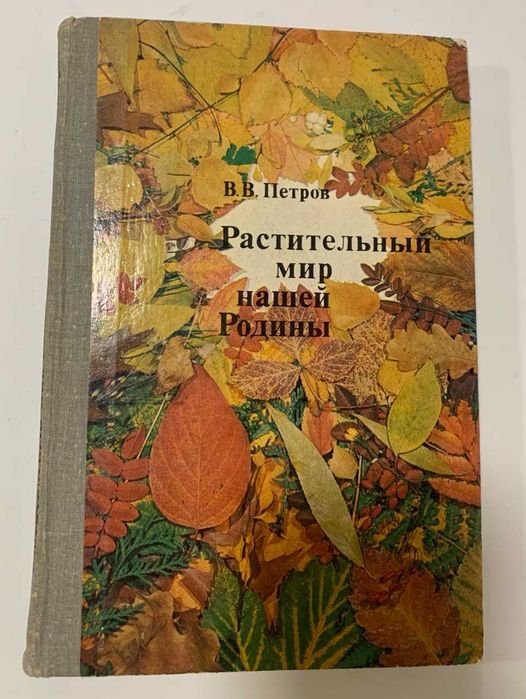 В. В. Петров
Растительный
мир
нашей
Родины